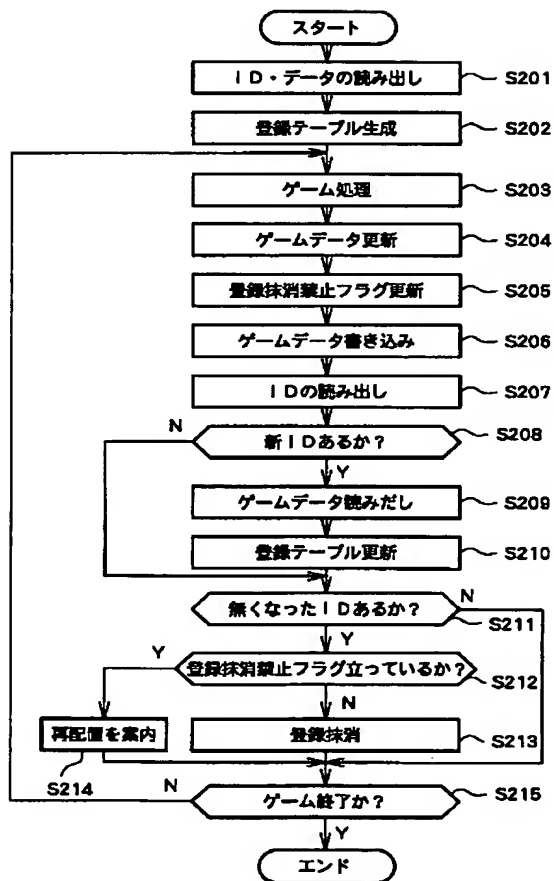 スタート
ID・データの読み出し
S201
登録テーブル生成
S202
ゲーム処理
S203
ゲームデータ更新
S204
登録抹消禁止フラグ更新
S205
ゲームデータ書き込み
S206
IDの読み出し
S207
N
新IDあるか?
S208
Y
ゲームデータ読みだし
S209
登録テーブル更新
S210
無くなったIDあるか?
N
S211
Y
Y
登録抹消禁止フラグ立っているか?
S212
N
再配置を案内
登録抹消
S213
S214
N
ゲーム終了か?
S215
Y
エンド